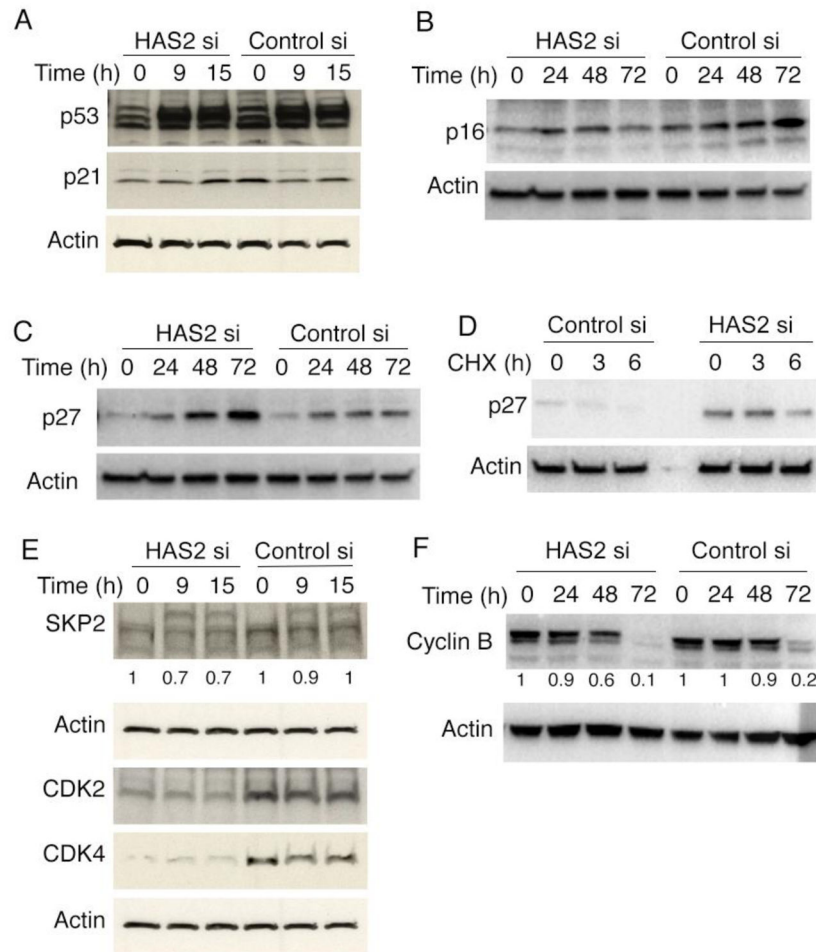 A
HAS2 si Control si
Time (h) 0 9 15 0 9 15
p53
p21
Actin
B
HAS2 si Control si
Time (h) 0 24 48 72 0 24 48 72
p16
Actin
C
HAS2 si Control si
Time (h) 0 24 48 72 0 24 48 72
p27
Actin
D
Control si HAS2 si
CHX (h) 0 3 6 0 3 6
p27
Actin
E
HAS2 si Control si
Time (h) 0 9 15 0 9 15
SKP2
1 0.7 0.7 1 0.9 1
Actin
CDK2
CDK4
Actin
F
HAS2 si Control si
Time (h) 0 24 48 72 0 24 48 72
Cyclin B
1 0.9 0.6 0.1 1 1 0.9 0.2
Actin